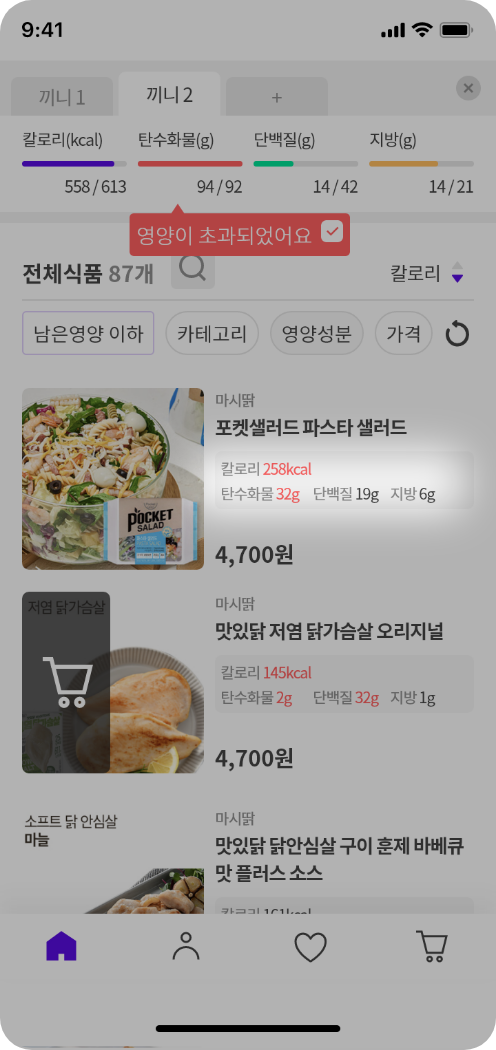 9:41
끼니 1
끼니 2
+
칼로리(kcal) 탄수화물(g) 단백질(g) 지방(g)
558 / 613 94 / 92 14 / 42 14 / 21
영양이 초과되었어요
전체식품 87개
칼로리
남은영양 이하 카테고리 영양성분 가격
마시땈
포켓샐러드 파스타 샐러드
칼로리 258kcal
탄수화물 32g 단백질 19g 지방 6g
4,700원
POCKET
SALAD
저염 닭가슴살
마시땈
맛있닭 저염 닭가슴살 오리지널
칼로리 145kcal
탄수화물 2g 단백질 32g 지방 1g
4,700원
소프트 닭 안심살
마늘
마시땈
맛있닭 닭안심살 구이 훈제 바베큐
맛 플러스 소스
칼로리 161kcal